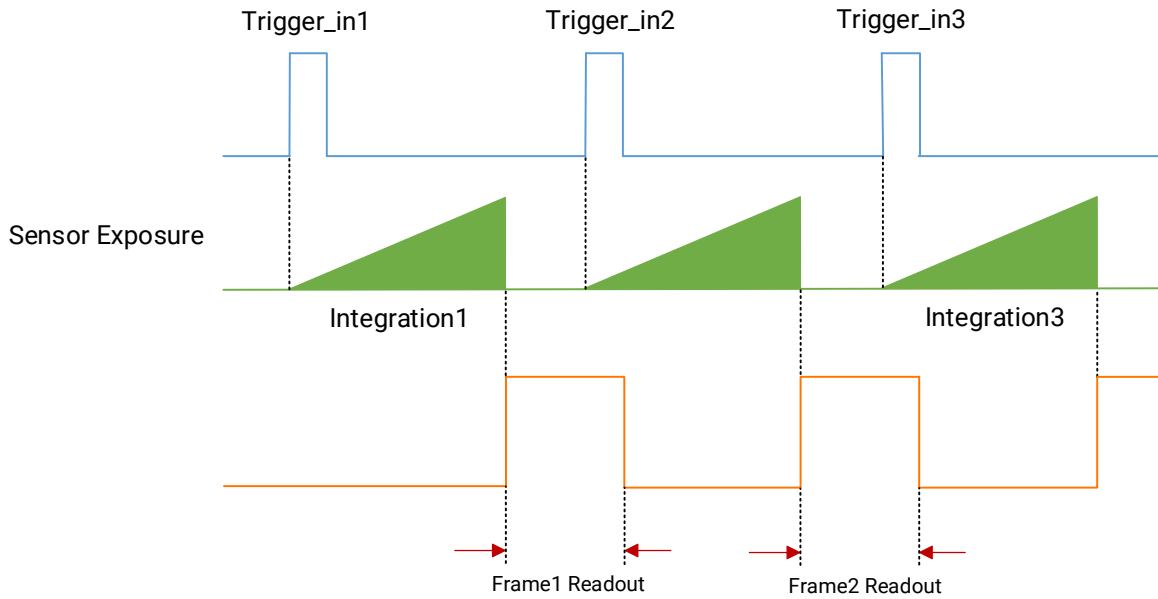 Trigger_in1
Trigger_in2
Trigger_in3
Sensor Exposure
Integration1
Integration3
Frame1 Readout
Frame2 Readout